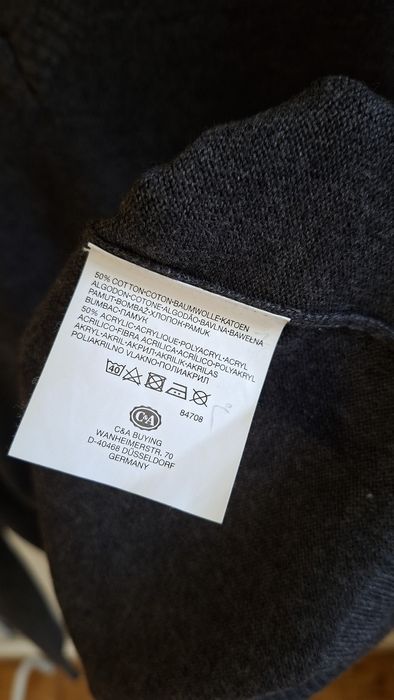 50% COTTON•COTON•BAUMWOLLE•KATOEN
ALGODON•COTONE•ALGODÃO•BAVLNA•BAWEŁNA
PAMUT•BOMBAŽ•ХЛОПОК•PAMUK
BUMBAC•ПАМУК
50% ACRYLIC•ACRYLIQUE•POLYACRYL•ACRYL
ACRILICO•FIBRA ACRILICA•ACRÍLICO•POLYAKRYL
AKRYL•AKRIL•АКРИЛ•AKRILIK•AKRILAS
POLIAKRILNO VLAKNO•ПОЛИАКРИЛ
40
84708
C&A
C&A BUYING
WANHEIMERSTR. 70
D-40468 DÜSSELDORF
GERMANY